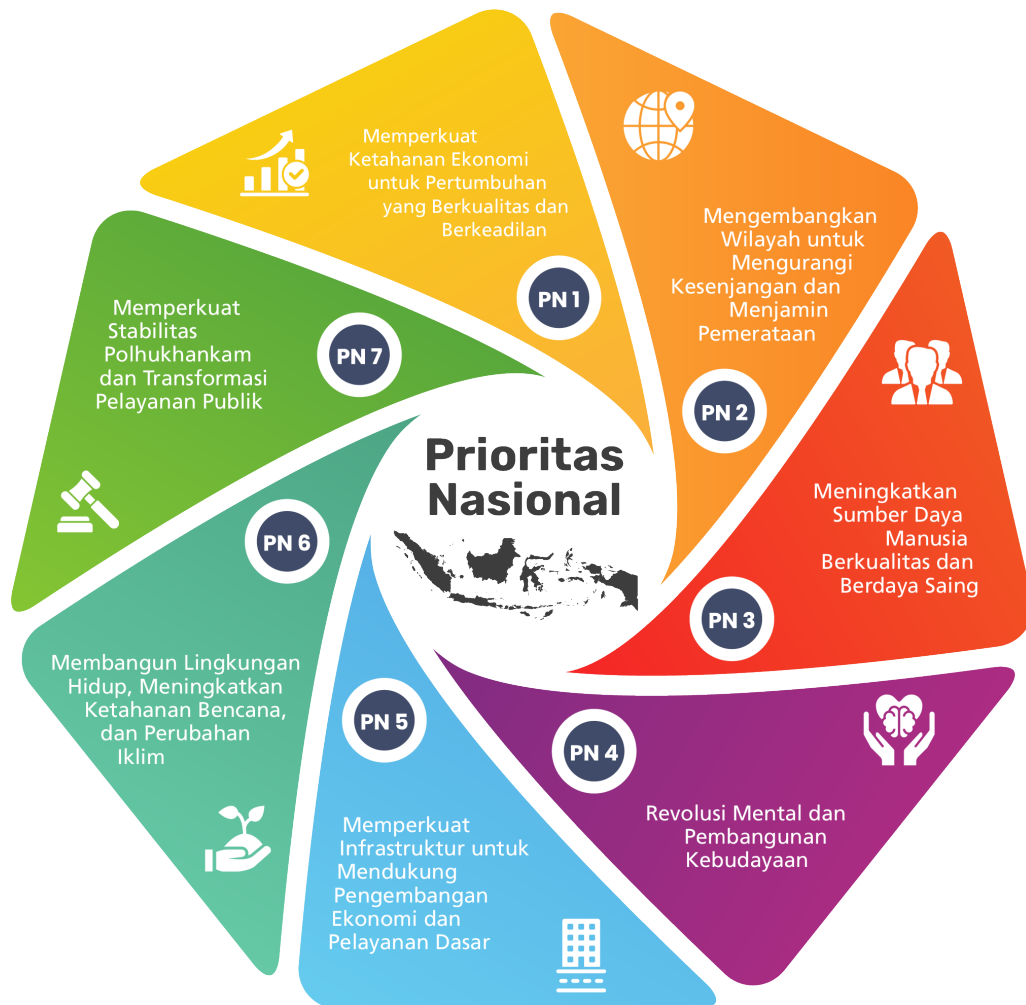 Prioritas
Nasional
PN 1
Memperkuat
Ketahanan Ekonomi
untuk Pertumbuhan
yang Berkualitas dan
Berkeadilan
PN 2
Mengembangkan
Wilayah untuk
Mengurangi
Kesenjangan dan
Menjamin
Pemerataan
PN 3
Meningkatkan
Sumber Daya
Manusia
Berkualitas dan
Berdaya Saing
PN 4
Revolusi Mental dan
Pembangunan
Kebudayaan
PN 5
Memperkuat
Infrastruktur untuk
Mendukung
Pengembangan
Ekonomi dan
Pelayanan Dasar
PN 6
Membangun Lingkungan
Hidup, Meningkatkan
Ketahanan Bencana,
dan Perubahan
Iklim
PN 7
Memperkuat
Stabilitas
Polhukhankam
dan Transformasi
Pelayanan Publik